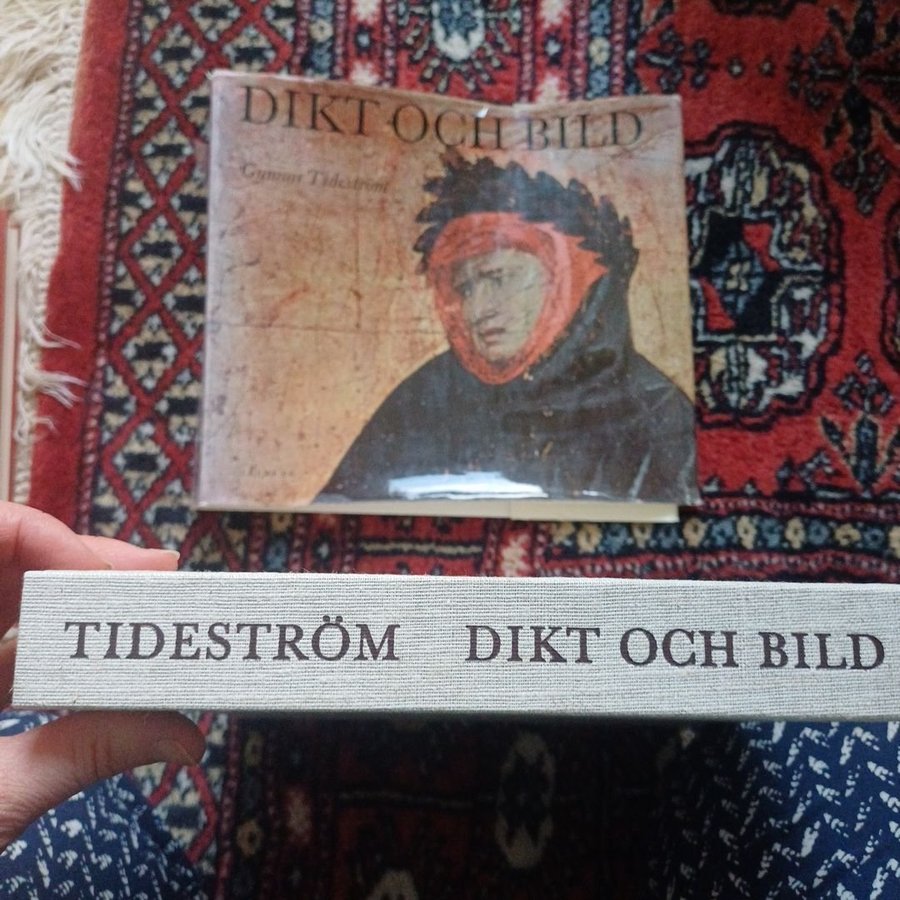 DIKT OCH BILD
Gunnar Tideström
TIDESTRÖM DIKT OCH BILD